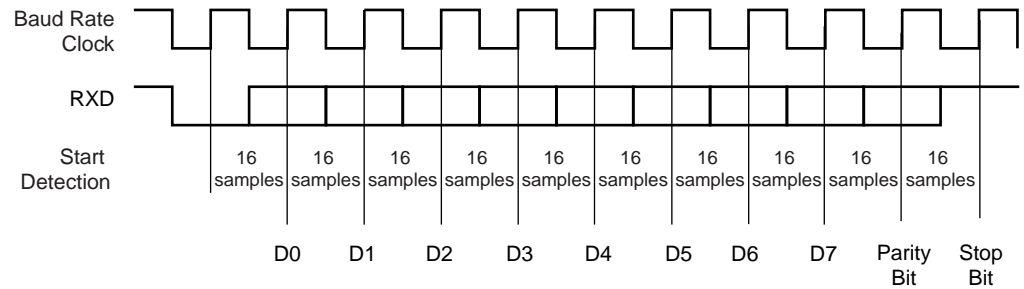 Baud Rate
Clock
RXD
Start
Detection
16 16 16 16 16 16 16 16 16 16
samples samples samples samples samples samples samples samples samples samples
D0 D1 D2 D3 D4 D5 D6 D7 Parity Stop
Bit Bit